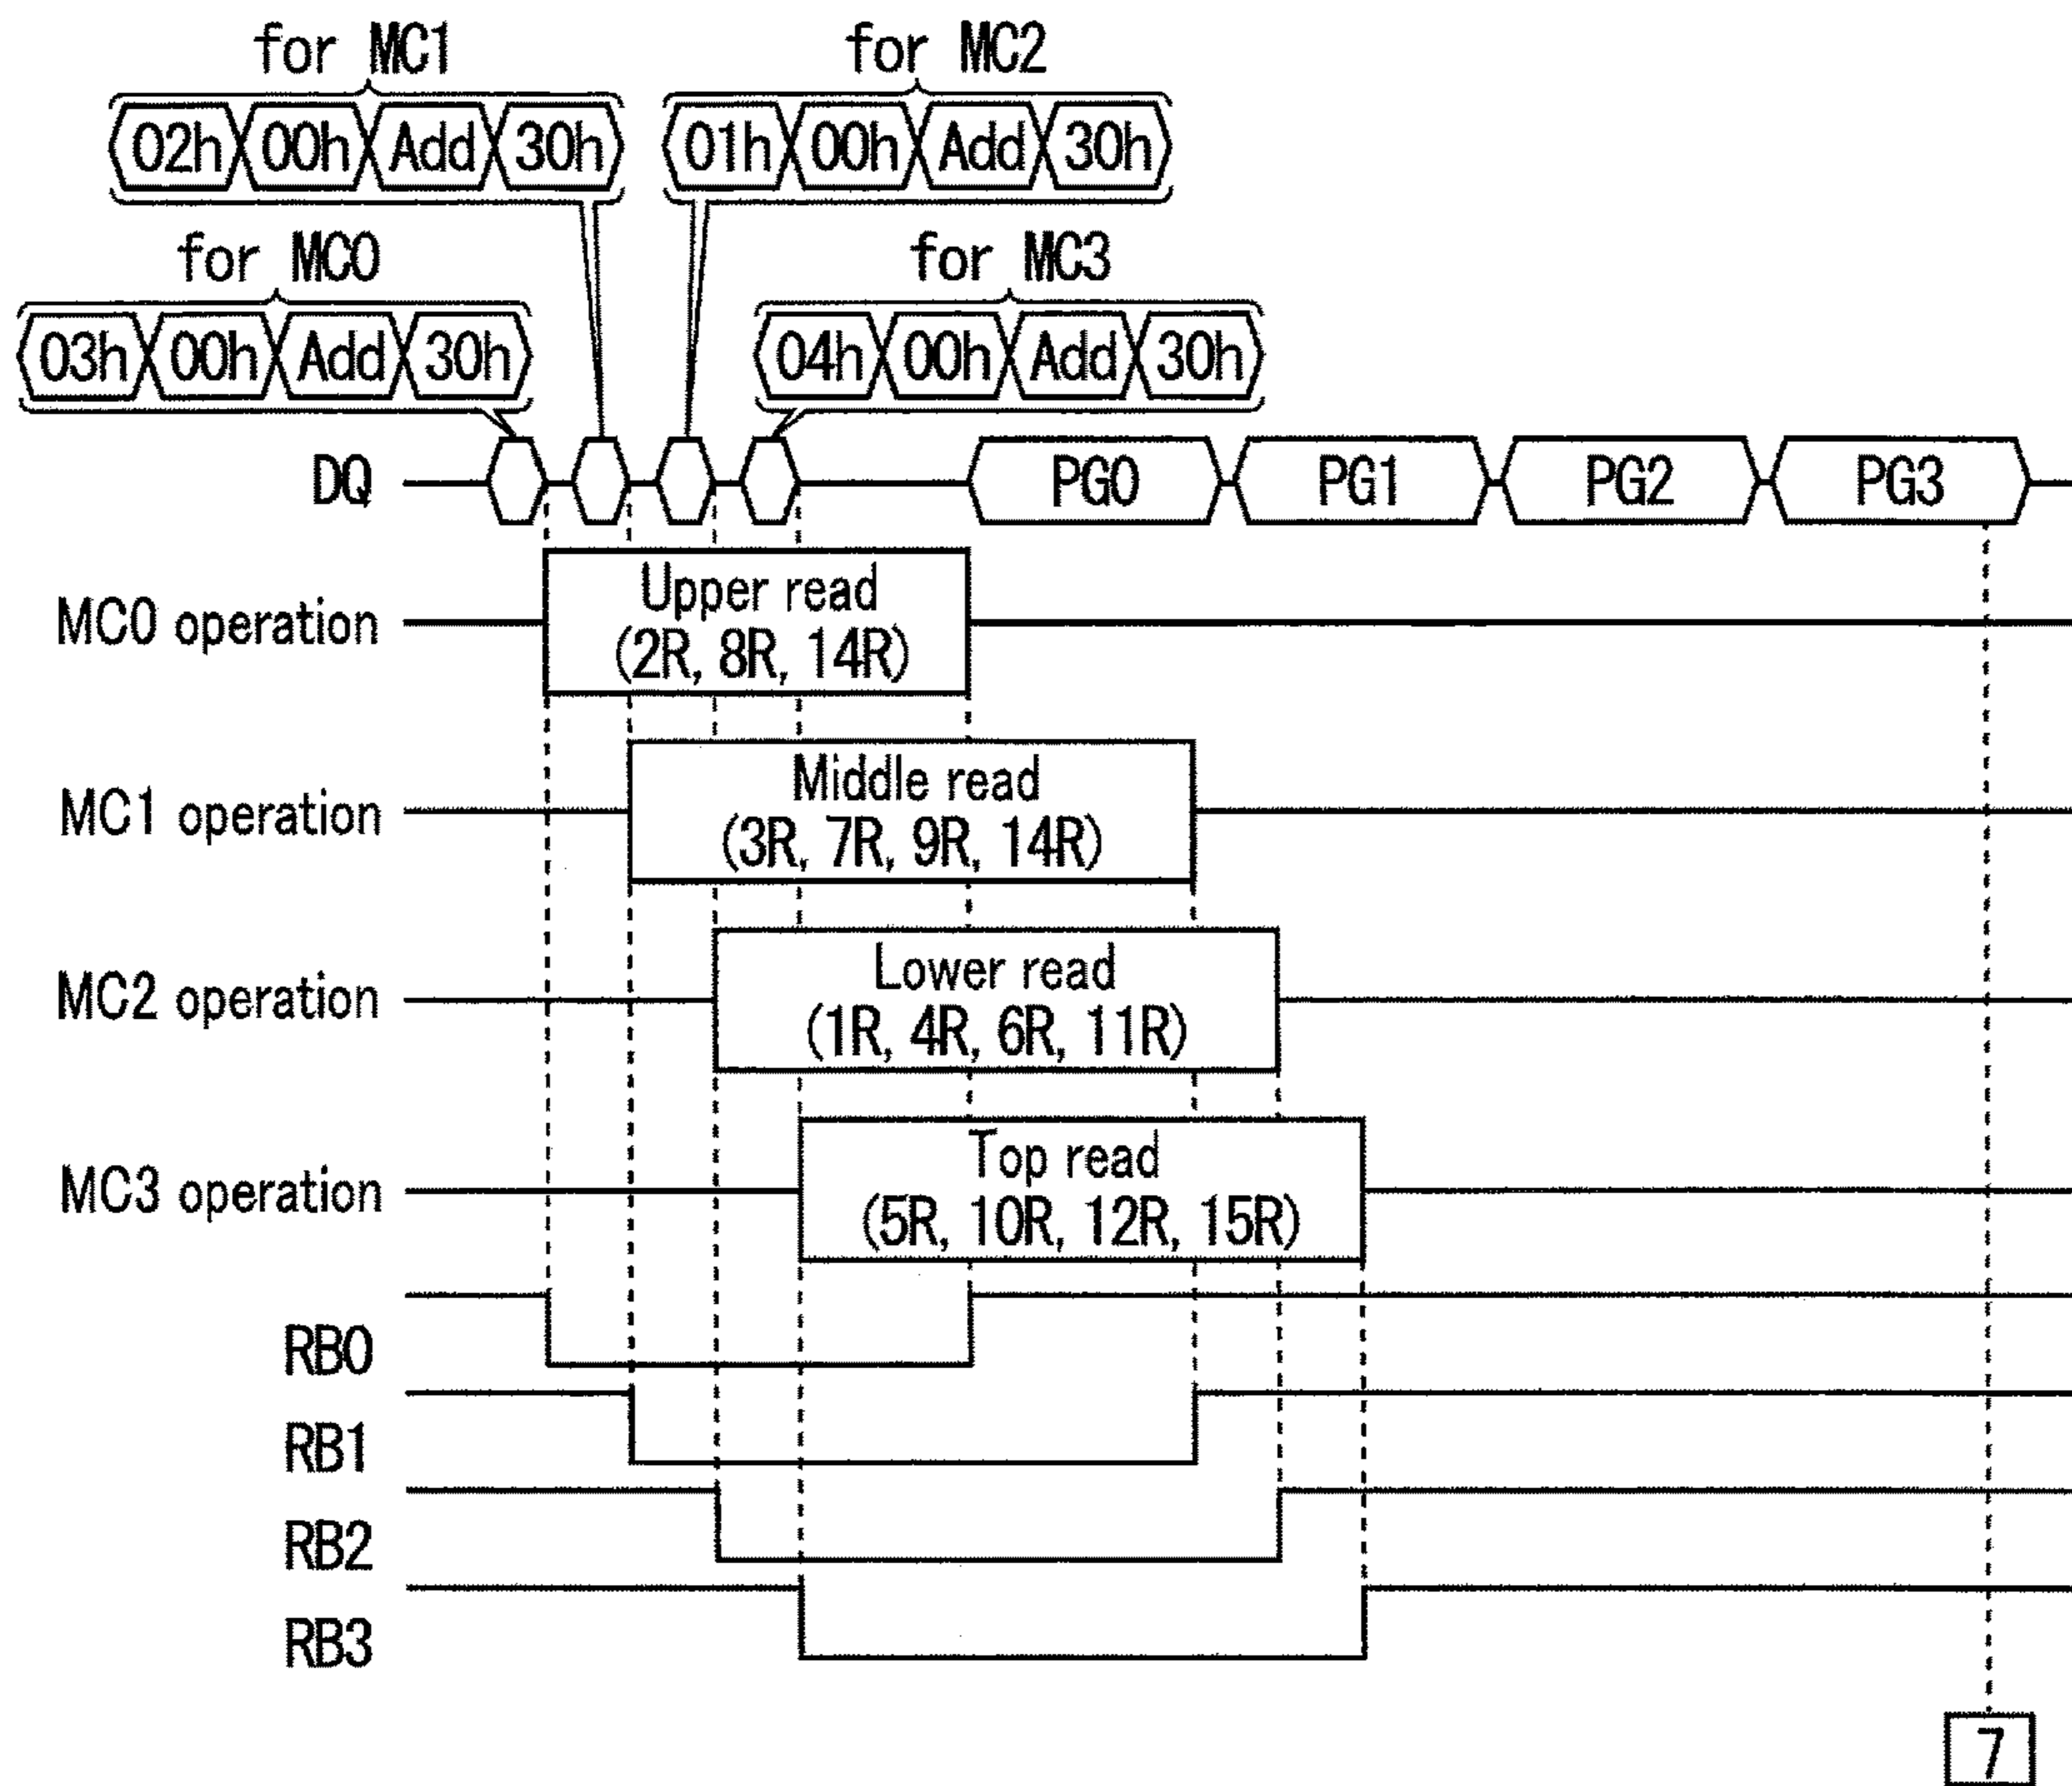 for MC1 for MC2
02h 00h Add 30h 01h 00h Add 30h
for MC0 for MC3
03h 00h Add 30h 04h 00h Add 30h
DQ PG0 PG1 PG2 PG3
Upper read
MC0 operation (2R, 8R, 14R)
Middle read
MC1 operation (3R, 7R, 9R, 14R)
Lower read
MC2 operation (1R, 4R, 6R, 11R)
Top read
MC3 operation (5R, 10R, 12R, 15R)
RB0
RB1
RB2
RB3
7